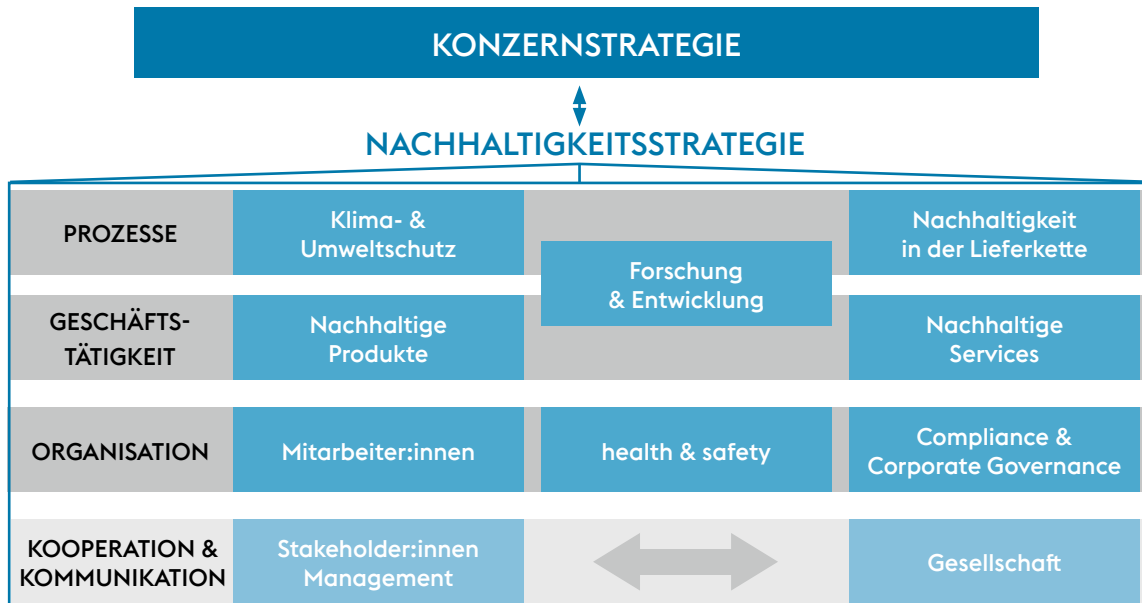 KONZERNSTRATEGIE
NACHHALTIGKEITSSTRATEGIE
PROZESSE
Klima- &
Umweltschutz
Forschung
& Entwicklung
Nachhaltigkeit
in der Lieferkette
GESCHÄFTS-
TÄTIGKEIT
Nachhaltige
Produkte
Nachhaltige
Services
ORGANISATION
Mitarbeiter:innen
health & safety
Compliance &
Corporate Governance
KOOPERATION &
KOMMUNIKATION
Stakeholder:innen
Management
Gesellschaft